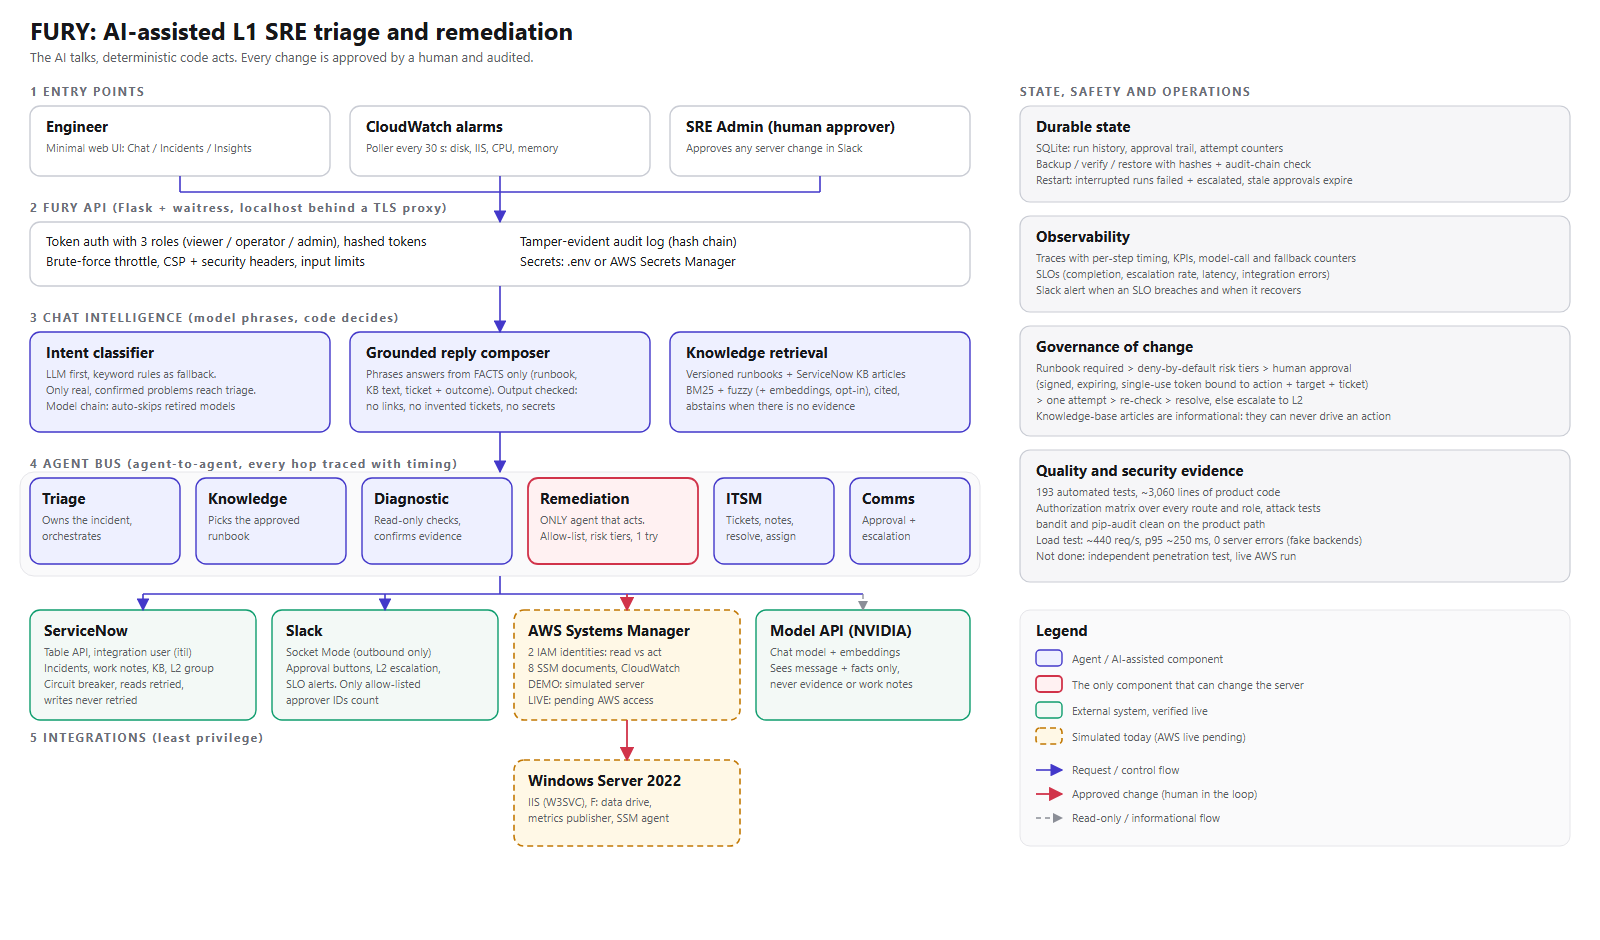 FURY: AI-assisted L1 SRE triage and remediation
The AI talks, deterministic code acts. Every change is approved by a human and audited.
1 ENTRY POINTS
Engineer
Minimal web UI: Chat / Incidents / Insights
CloudWatch alarms
Poller every 30 s: disk, IIS, CPU, memory
SRE Admin (human approver)
Approves any server change in Slack
2 FURY API (Flask + waitress, localhost behind a TLS proxy)
Token auth with 3 roles (viewer / operator / admin), hashed tokens
Brute-force throttle, CSP + security headers, input limits
Tamper-evident audit log (hash chain)
Secrets: .env or AWS Secrets Manager
3 CHAT INTELLIGENCE (model phrases, code decides)
Intent classifier
LLM first, keyword rules as fallback.
Only real, confirmed problems reach triage.
Model chain: auto-skips retired models
Grounded reply composer
Phrases answers from FACTS only (runbook,
KB text, ticket + outcome). Output checked:
no links, no invented tickets, no secrets
Knowledge retrieval
Versioned runbooks + ServiceNow KB articles
BM25 + fuzzy (+ embeddings, opt-in), cited,
abstains when there is no evidence
4 AGENT BUS (agent-to-agent, every hop traced with timing)
Triage
Owns the incident,
orchestrates
Knowledge
Picks the approved
runbook
Diagnostic
Read-only checks,
confirms evidence
Remediation
ONLY agent that acts.
Allow-list, risk tiers, 1 try
ITSM
Tickets, notes,
resolve, assign
Comms
Approval +
escalation
ServiceNow
Table API, integration user (itil)
Incidents, work notes, KB, L2 group
Circuit breaker, reads retried,
writes never retried
Slack
Socket Mode (outbound only)
Approval buttons, L2 escalation,
SLO alerts. Only allow-listed
approver IDs count
AWS Systems Manager
2 IAM identities: read vs act
8 SSM documents, CloudWatch
DEMO: simulated server
LIVE: pending AWS access
Model API (NVIDIA)
Chat model + embeddings
Sees message + facts only,
never evidence or work notes
5 INTEGRATIONS (least privilege)
Windows Server 2022
IIS (W3SVC), F: data drive,
metrics publisher, SSM agent
STATE, SAFETY AND OPERATIONS
Durable state
SQLite: run history, approval trail, attempt counters
Backup / verify / restore with hashes + audit-chain check
Restart: interrupted runs failed + escalated, stale approvals expire
Observability
Traces with per-step timing, KPIs, model-call and fallback counters
SLOs (completion, escalation rate, latency, integration errors)
Slack alert when an SLO breaches and when it recovers
Governance of change
Runbook required > deny-by-default risk tiers > human approval
(signed, expiring, single-use token bound to action + target + ticket)
> one attempt > re-check > resolve, else escalate to L2
Knowledge-base articles are informational: they can never drive an action
Quality and security evidence
193 automated tests, ~3,060 lines of product code
Authorization matrix over every route and role, attack tests
bandit and pip-audit clean on the product path
Load test: ~440 req/s, p95 ~250 ms, 0 server errors (fake backends)
Not done: independent penetration test, live AWS run
Legend
Agent / AI-assisted component
The only component that can change the server
External system, verified live
Simulated today (AWS live pending)
Request / control flow
Approved change (human in the loop)
Read-only / informational flow